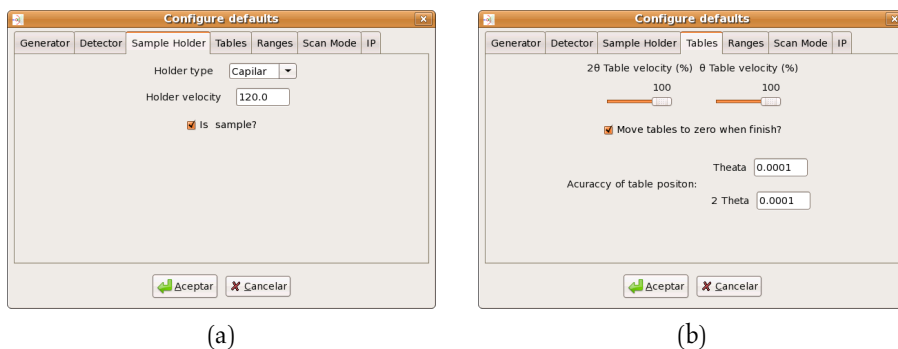 Configure defaults
Generator Detector Sample Holder Tables Ranges Scan Mode IP
Holder type Capilar
Holder velocity 120.0
Is sample?
Aceptar Cancelar
(a)
Configure defaults
Generator Detector Sample Holder Tables Ranges Scan Mode IP
2θ Table velocity (%) θ Table velocity (%)
100 100
Move tables to zero when finish?
Theata 0.0001
Acuraccy of table positon:
2 Theta 0.0001
Aceptar Cancelar
(b)